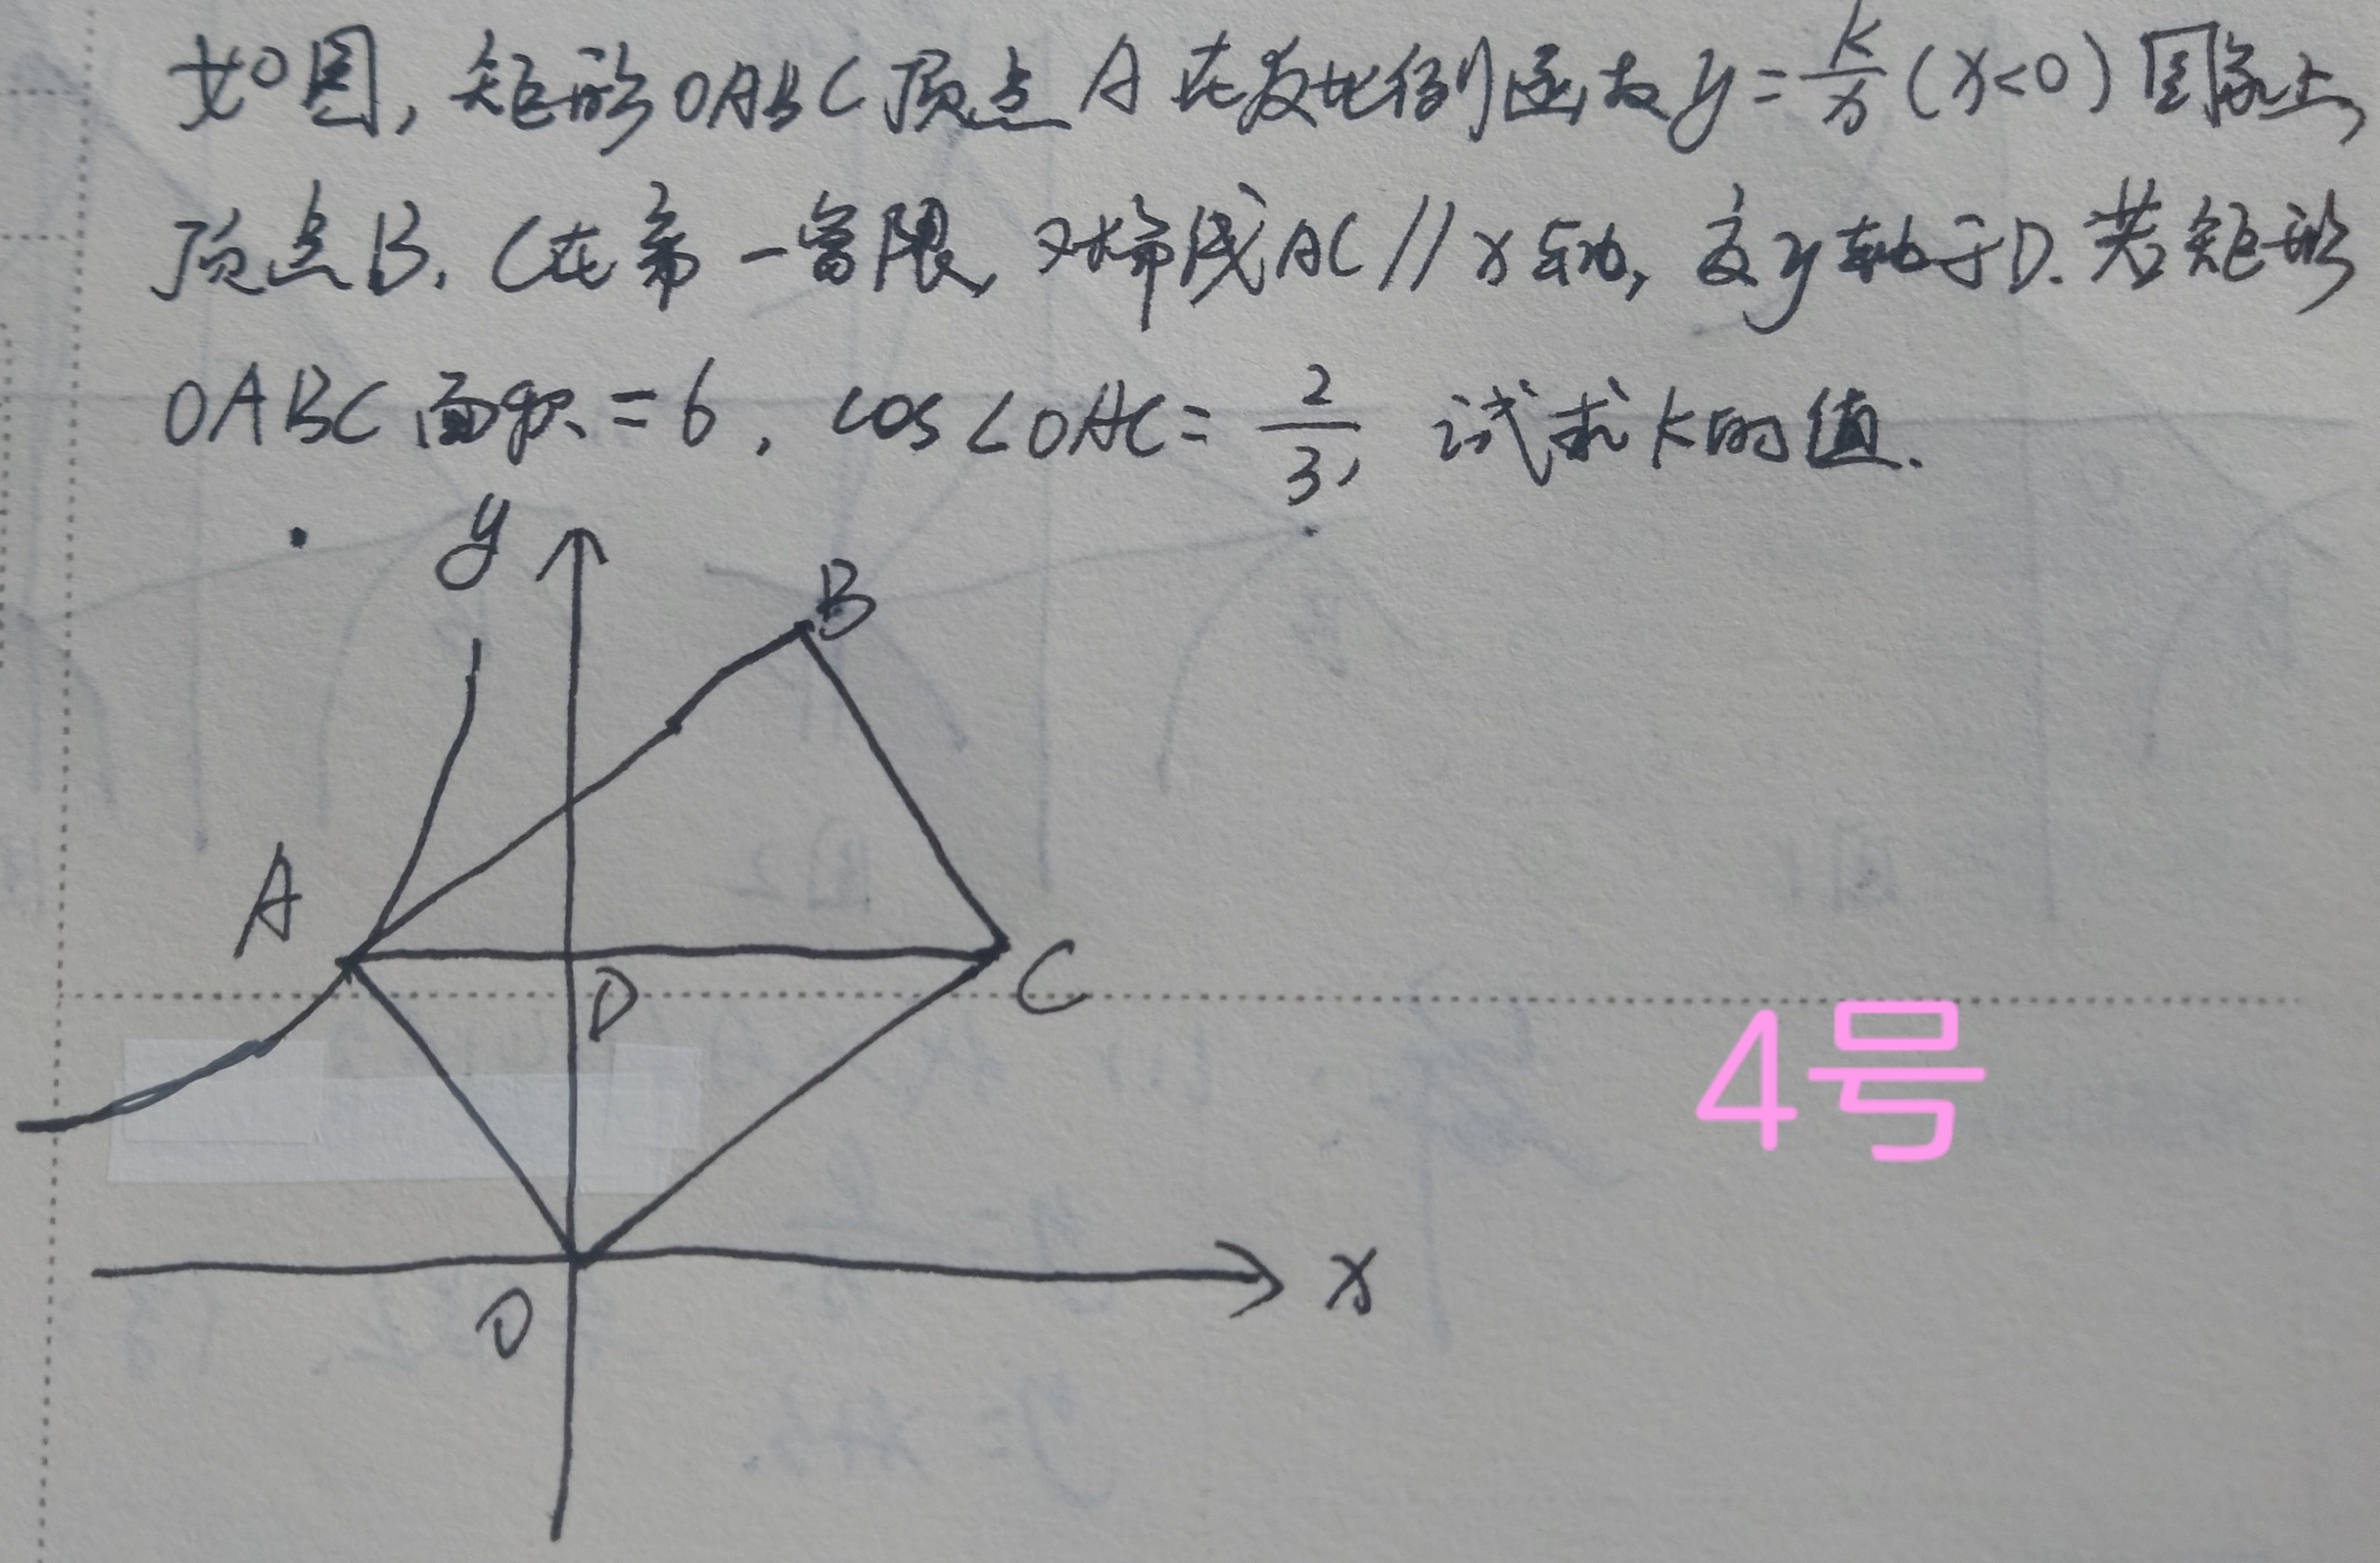 如图，矩形OABC顶点A在反比例函数y=k/x(x<0)图象上，
顶点B、C在第一象限，对角线AC//x轴，交y轴于D.若矩形
OABC面积=6，cos∠OAC=2/3，试求k的值.
y
B
A
D
C
4号
x
O